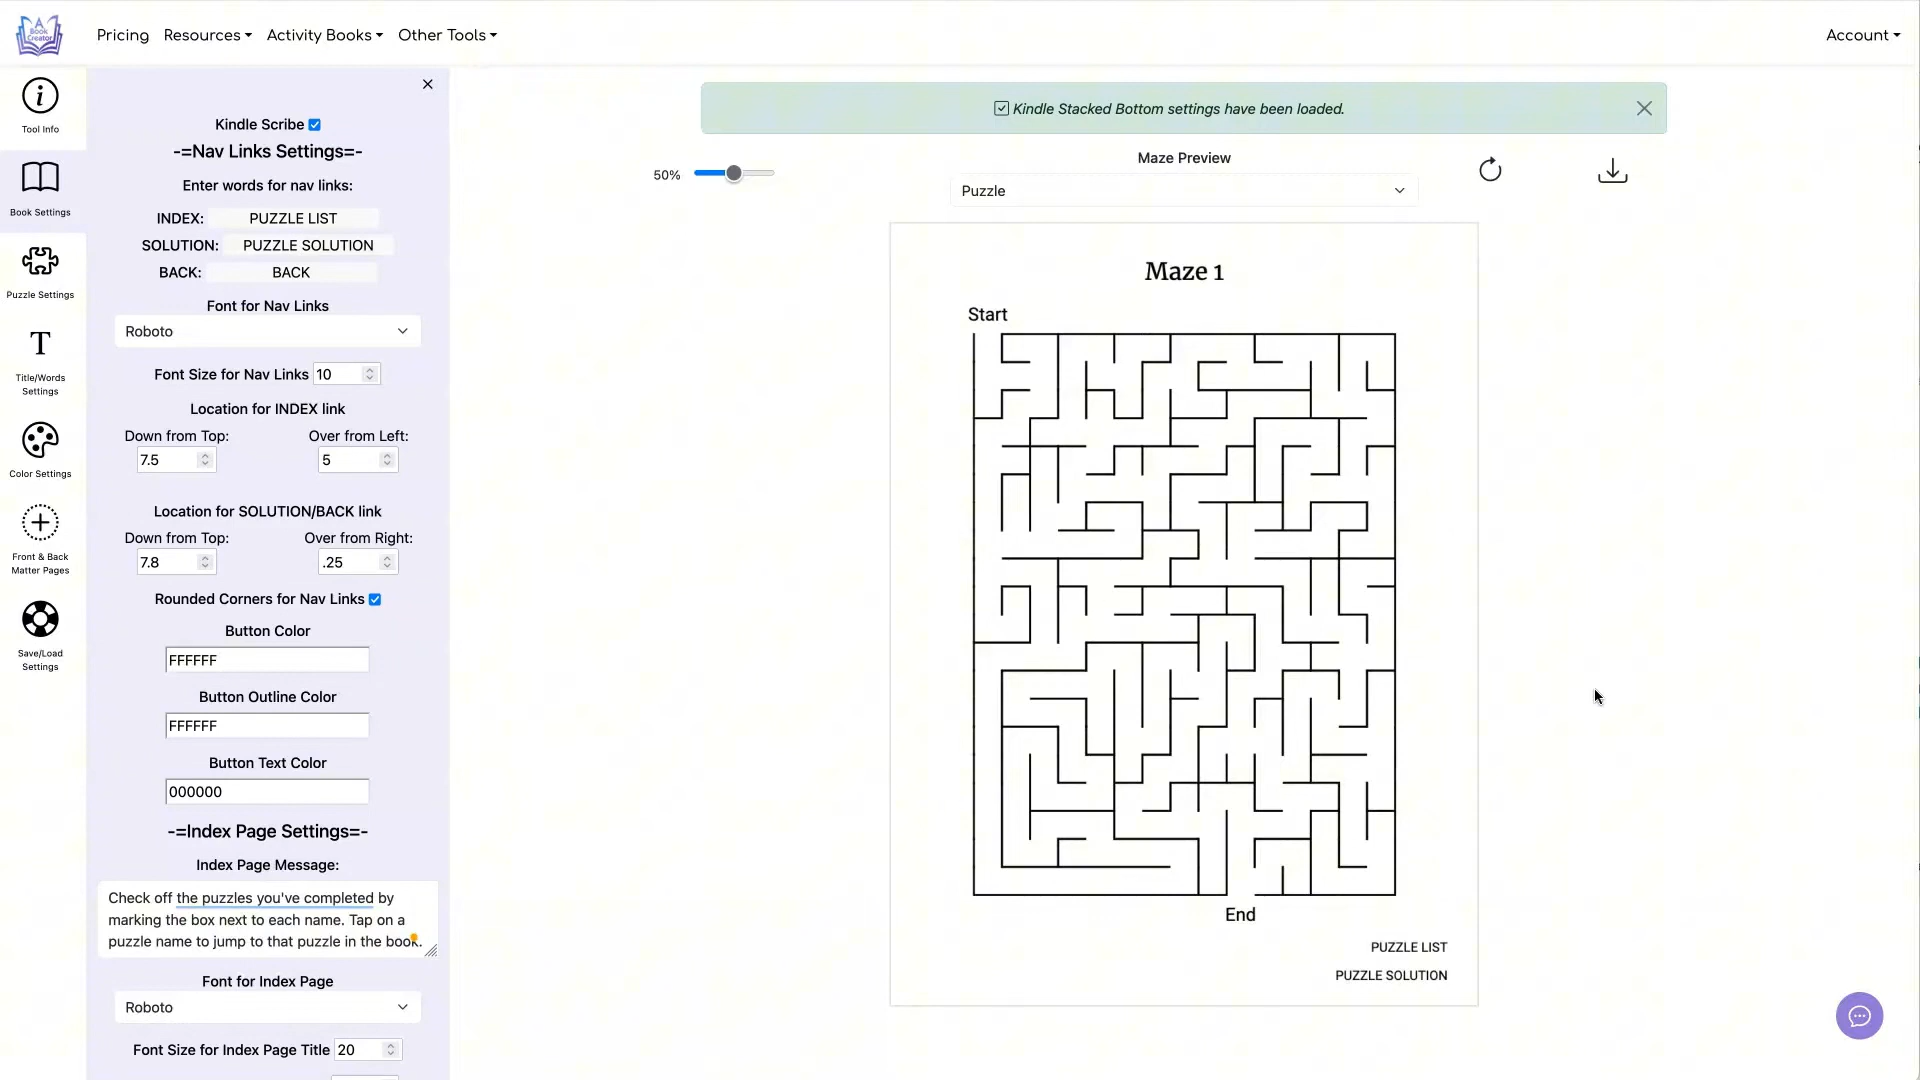 A
Book
Creator
Pricing
Resources
Activity Books
Other Tools
Account
Tool Info
Book Settings
Puzzle Settings
Title/Words
Settings
Color Settings
Front & Back
Matter Pages
Save/Load
Settings
Kindle Scribe
-=Nav Links Settings=-
Enter words for nav links:
INDEX: PUZZLE LIST
SOLUTION: PUZZLE SOLUTION
BACK: BACK
Font for Nav Links
Roboto
Font Size for Nav Links 10
Location for INDEX link
Down from Top: Over from Left:
7.5 5
Location for SOLUTION/BACK link
Down from Top: Over from Right:
7.8 .25
Rounded Corners for Nav Links
Button Color
FFFFFF
Button Outline Color
FFFFFF
Button Text Color
000000
-=Index Page Settings=-
Index Page Message:
Check off the puzzles you've completed by
marking the box next to each name. Tap on a
puzzle name to jump to that puzzle in the book.
Font for Index Page
Roboto
Font Size for Index Page Title 20
Kindle Stacked Bottom settings have been loaded.
50%
Maze Preview
Puzzle
Maze 1
Start
End
PUZZLE LIST
PUZZLE SOLUTION